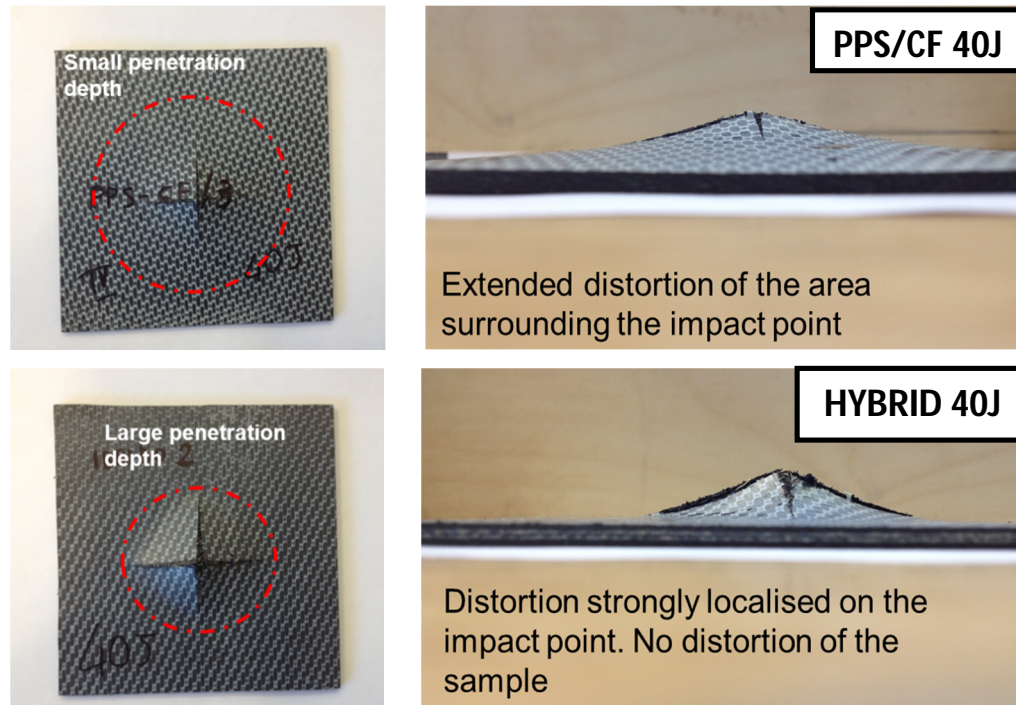 Small penetration
depth
PPS-CF
IV
40J
PPS/CF 40J
Extended distortion of the area
surrounding the impact point
Large penetration
depth
2
40J
HYBRID 40J
Distortion strongly localised on the
impact point. No distortion of the
sample